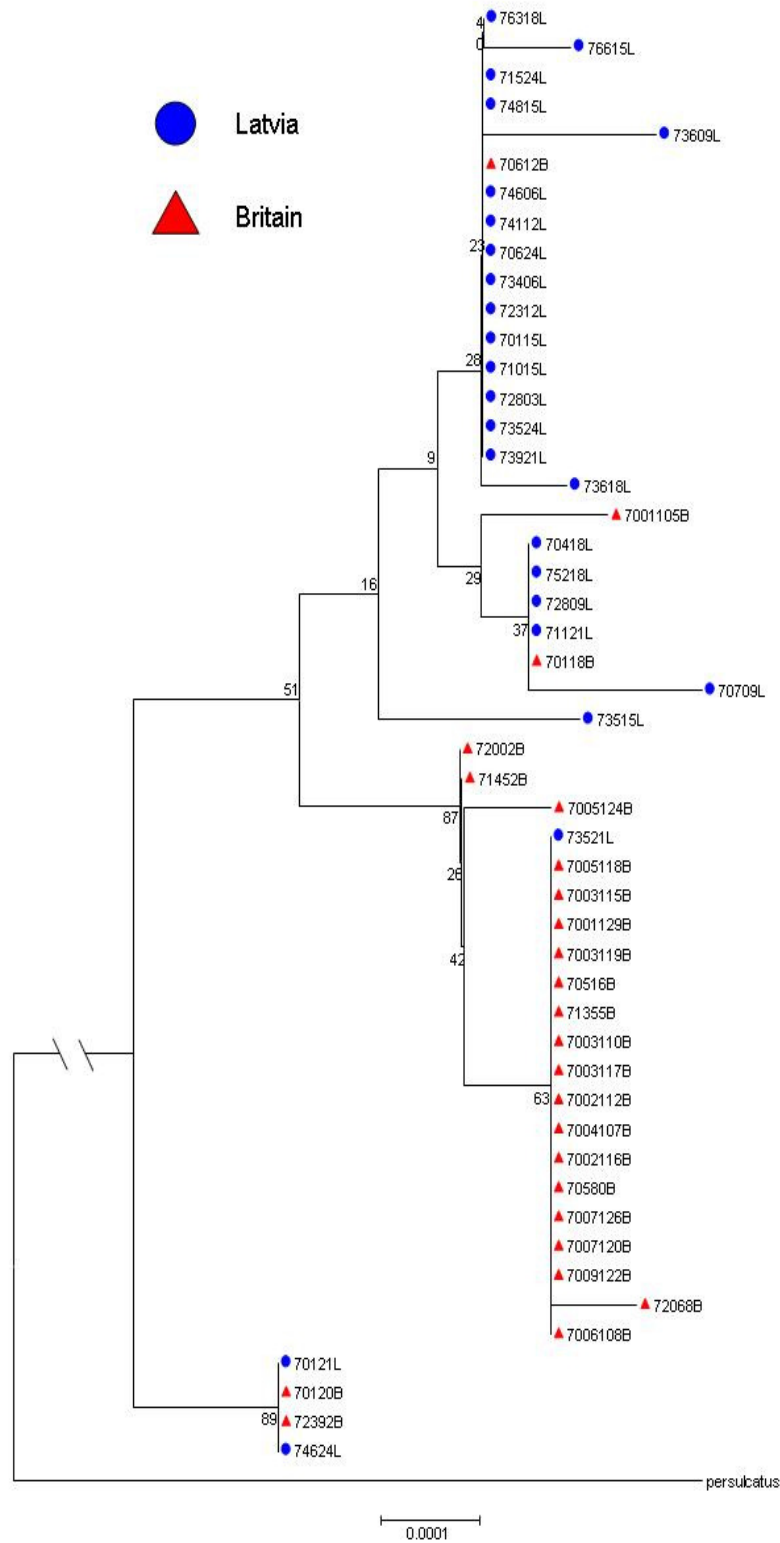 4
76318L
0
76615L
71524L
Latvia
74815L
73609L
70612B
74606L
Britain
74112L
23
70624L
73406L
72312L
70115L
28
71015L
72803L
73524L
73921L
9
73618L
7001105B
70418L
75218L
29
16
72809L
71121L
37
70118B
51
70709L
73515L
72002B
71452B
87
7005124B
73521L
26
7005118B
7003115B
7001129B
42
7003119B
70516B
71355B
7003110B
7003117B
63
7002112B
7004107B
7002116B
70580B
7007126B
7007120B
7009122B
72068B
7006108B
70121L
70120B
89
72392B
74624L
persulcatus
0.0001